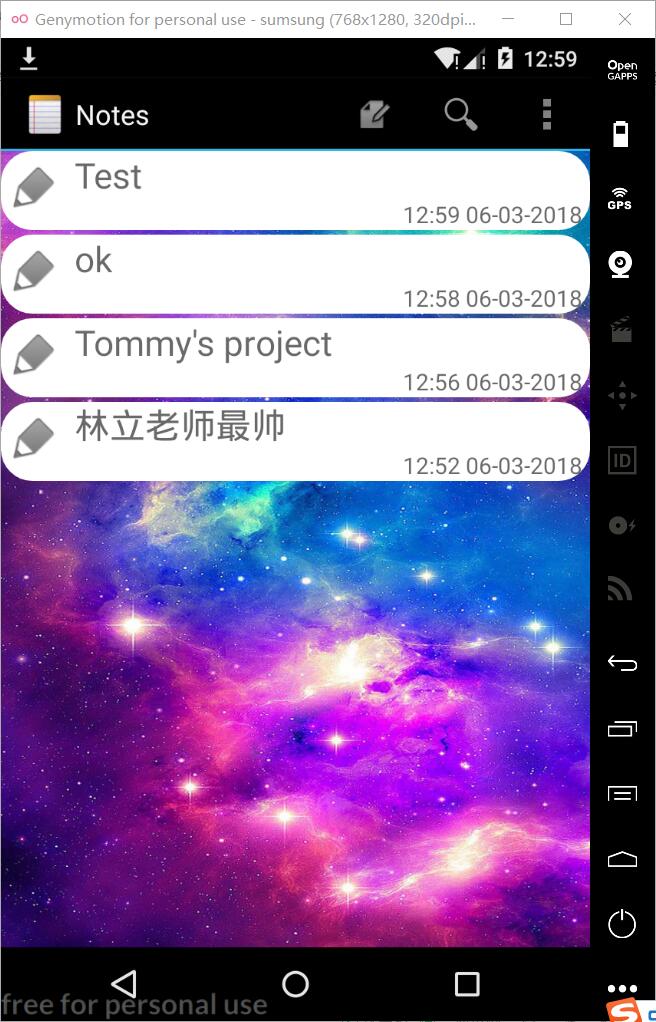 Genymotion for personal use - sumsung (768x1280, 320dpi...
12:59
Open
GAPPS
Notes
Test
12:59 06-03-2018
GPS
ok
12:58 06-03-2018
Tommy's project
12:56 06-03-2018
林立老师最帅
12:52 06-03-2018
ID
free for personal use